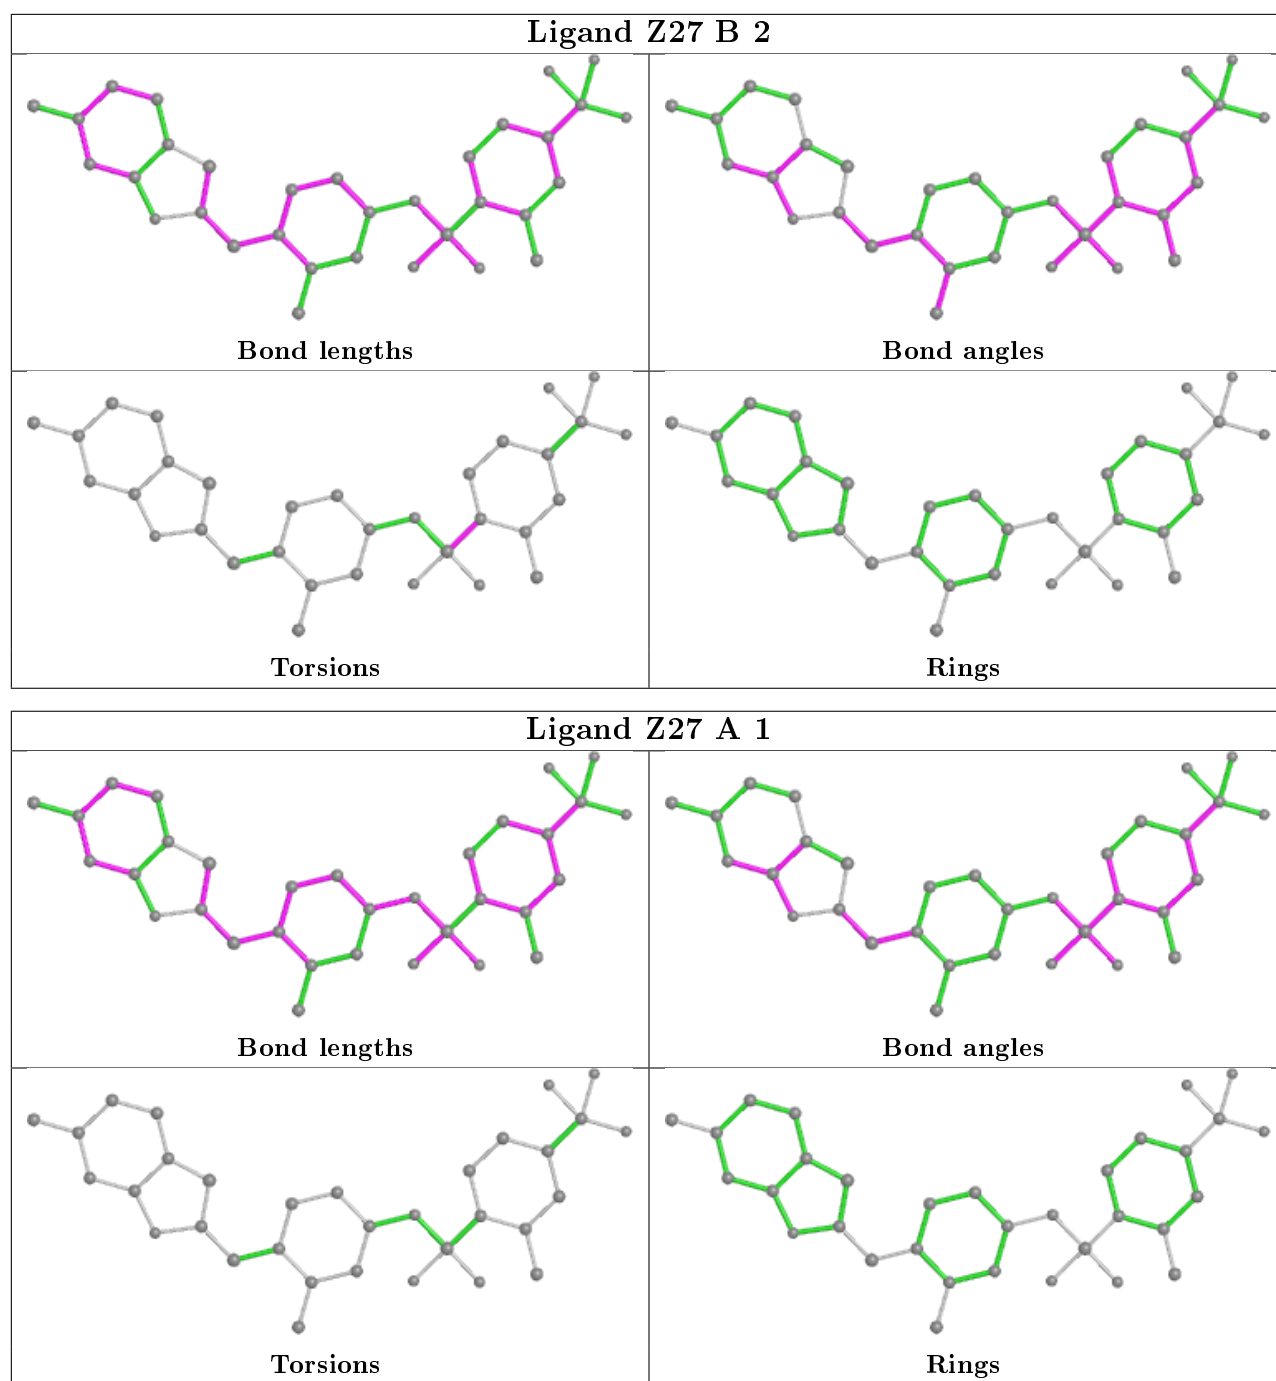 Ligand Z27 B 2
Bond lengths
Bond angles
Torsions
Rings
Ligand Z27 A 1
Bond lengths
Bond angles
Torsions
Rings